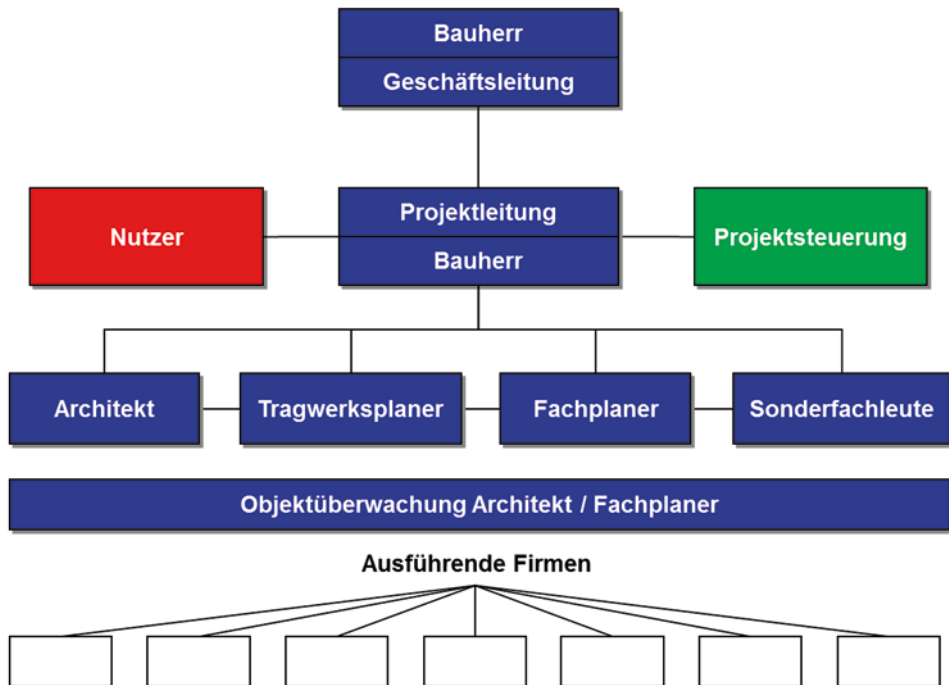 Bauherr
Geschäftsleitung
Nutzer
Projektleitung
Bauherr
Projektsteuerung
Architekt
Tragwerksplaner
Fachplaner
Sonderfachleute
Objektüberwachung Architekt / Fachplaner
Ausführende Firmen